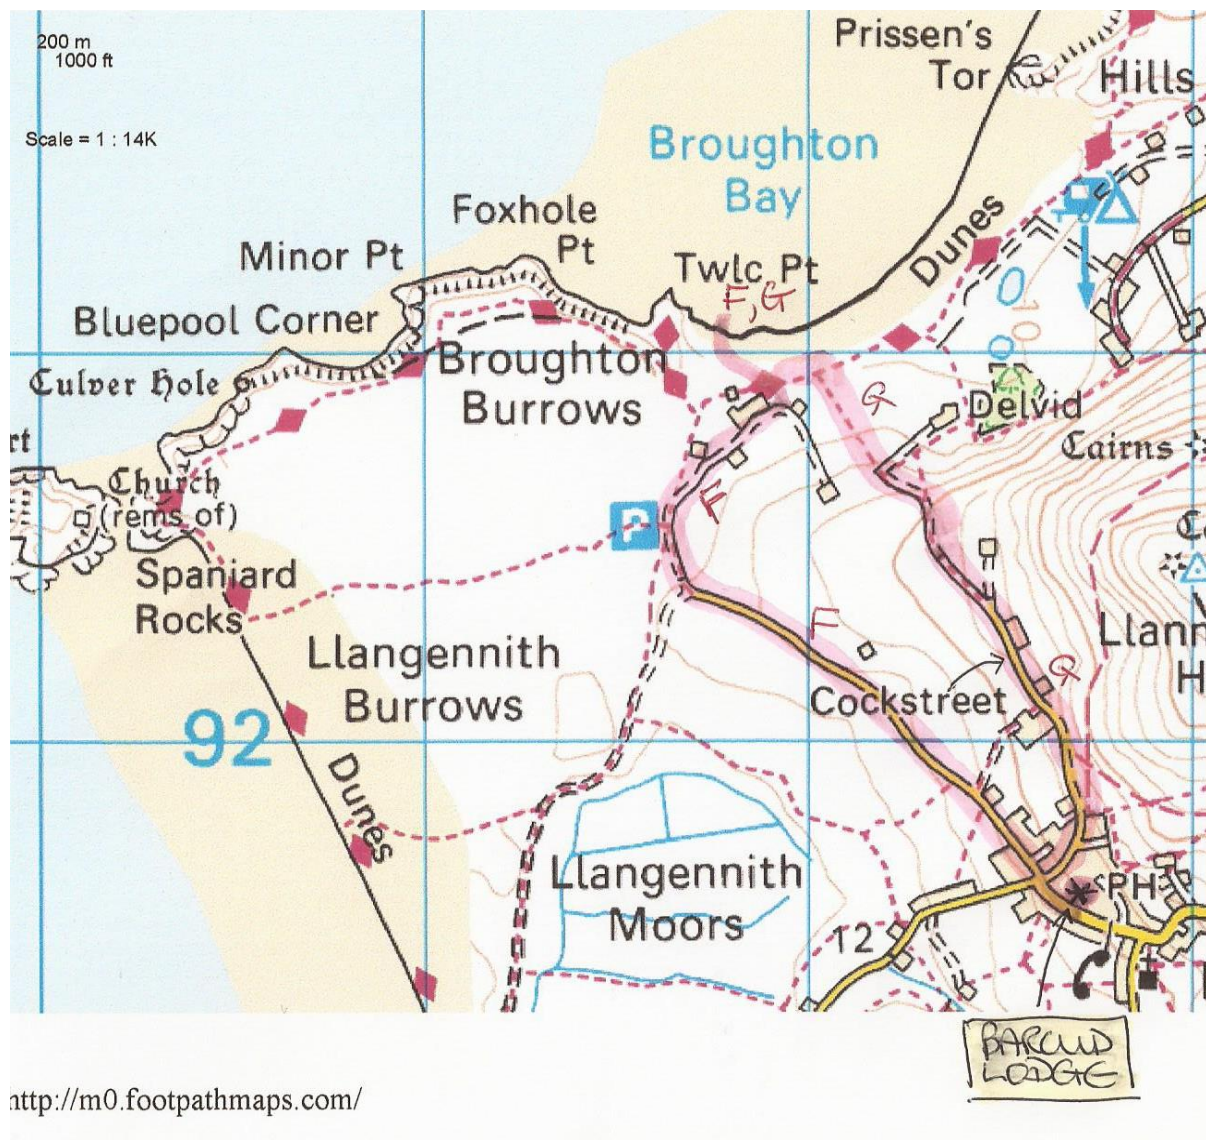 200 m
1000 ft
Scale = 1 : 14K
Prissen's
Tor
Hills
Broughton
Bay
Foxhole
Pt
Minor Pt
Twlc Pt
F, G
Dunes
Bluepool Corner
Culver Hole
Broughton
Burrows
G
Delvid
Cairns
rt
Church
(rems of)
P
F
Spaniard
Rocks
F
Llangennith
Burrows
Cockstreet
G
92
Dunes
Llangennith
Moors
PH
12
BARCUD
LODGE
http://m0.footpathmaps.com/